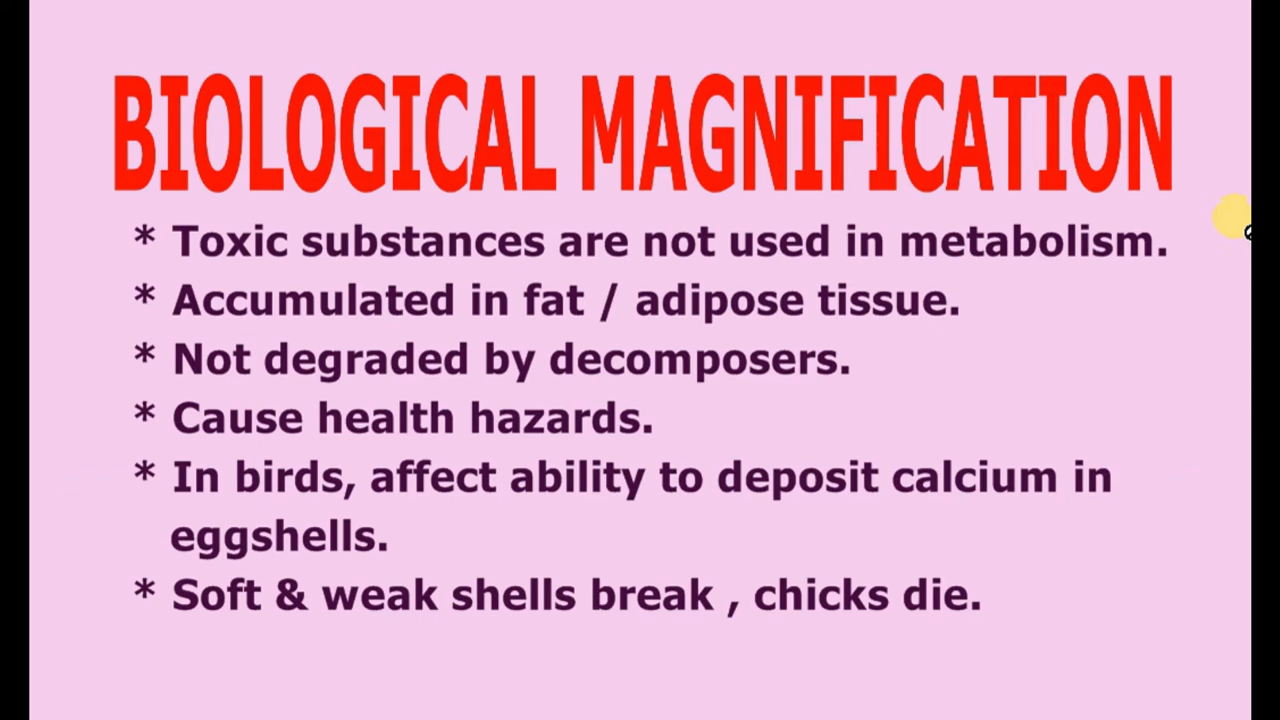 BIOLOGICAL MAGNIFICATION
* Toxic substances are not used in metabolism.
* Accumulated in fat / adipose tissue.
* Not degraded by decomposers.
* Cause health hazards.
* In birds, affect ability to deposit calcium in
eggshells.
* Soft & weak shells break , chicks die.